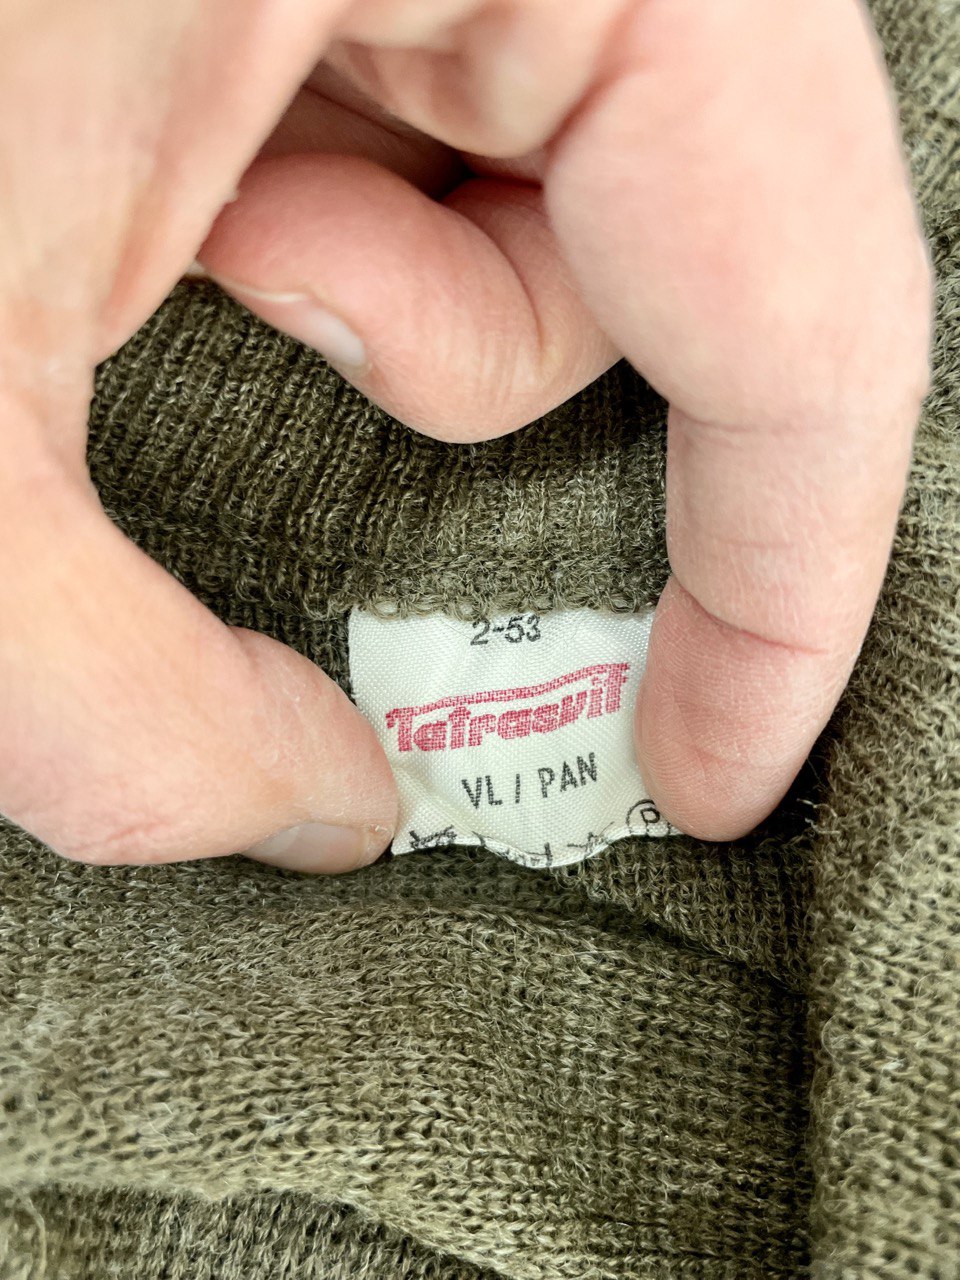 2-53
Tatrasvit
VL / PAN
P